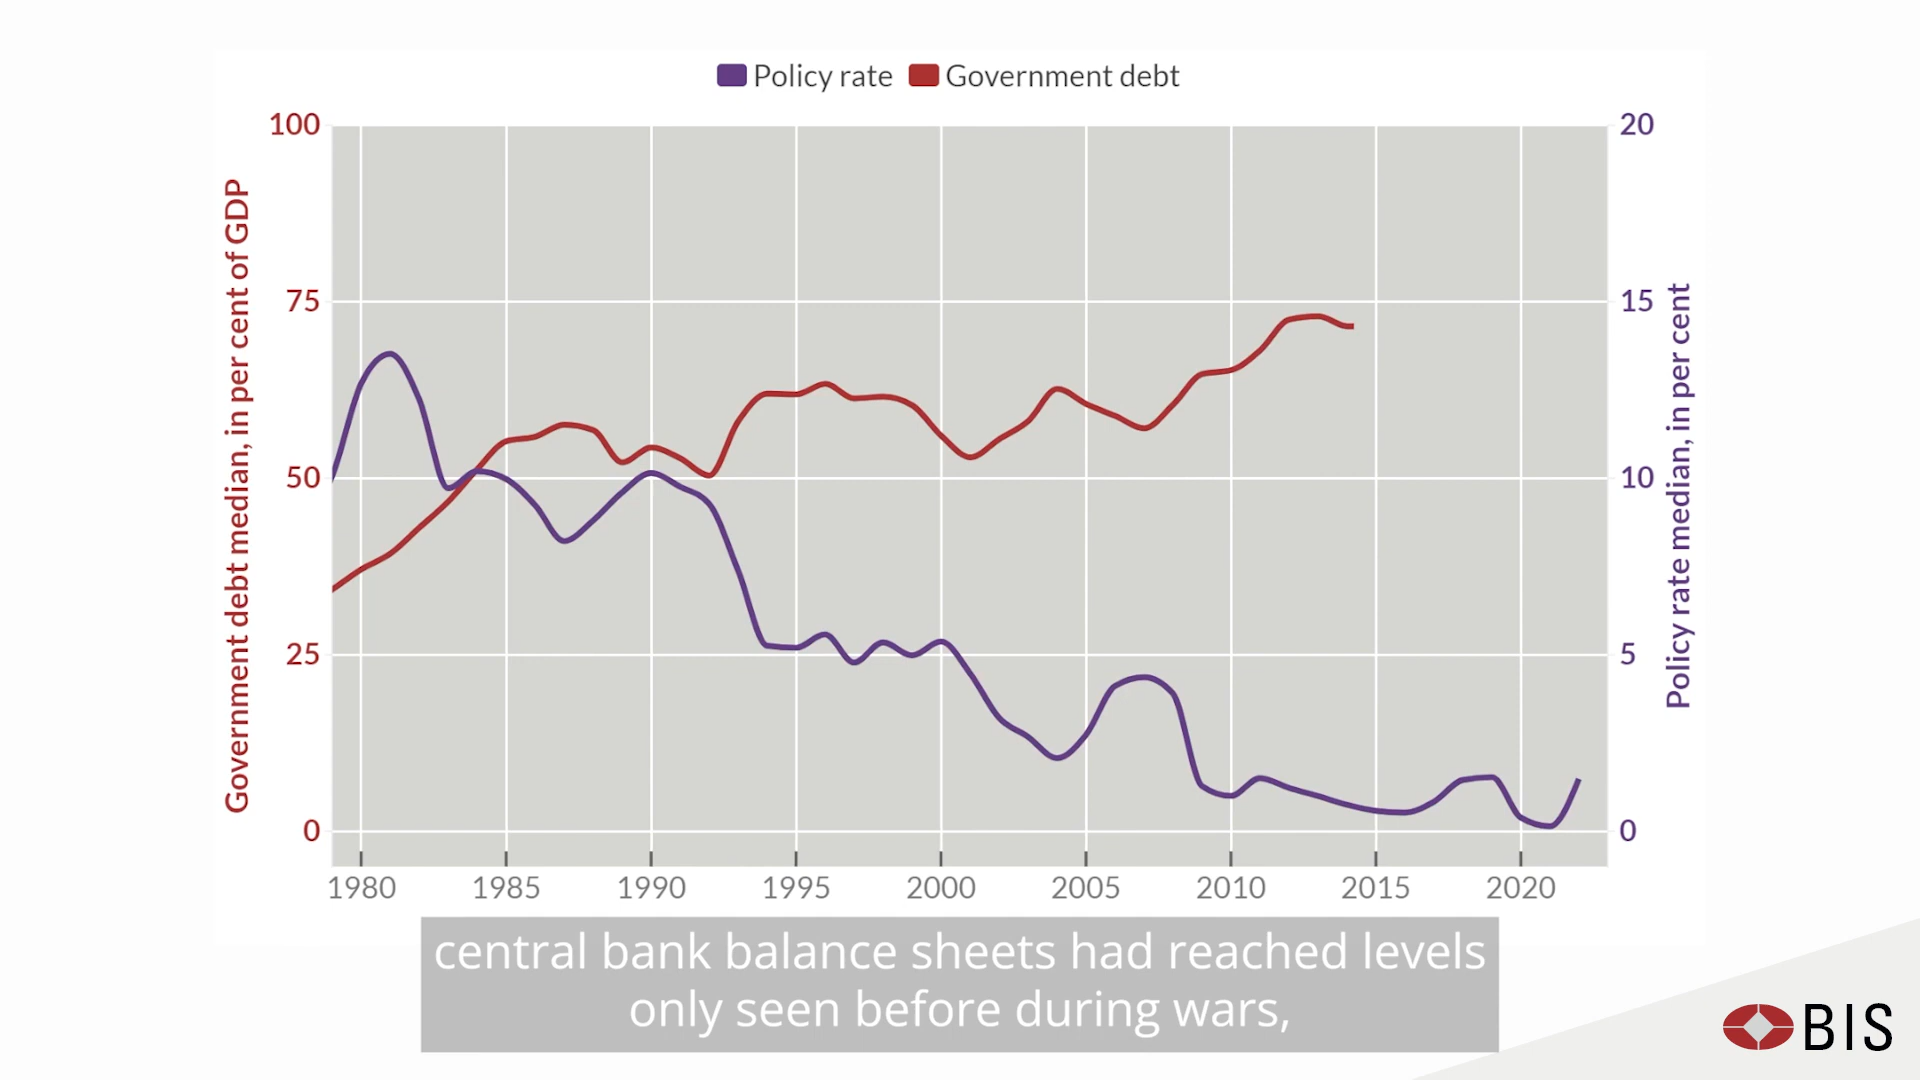 Policy rate Government debt
100 20
75 15
50 10
25 5
0 0
Government debt median, in per cent of GDP
Policy rate median, in per cent
1980 1985 1990 1995 2000 2005 2010 2015 2020
central bank balance sheets had reached levels
only seen before during wars,
BIS